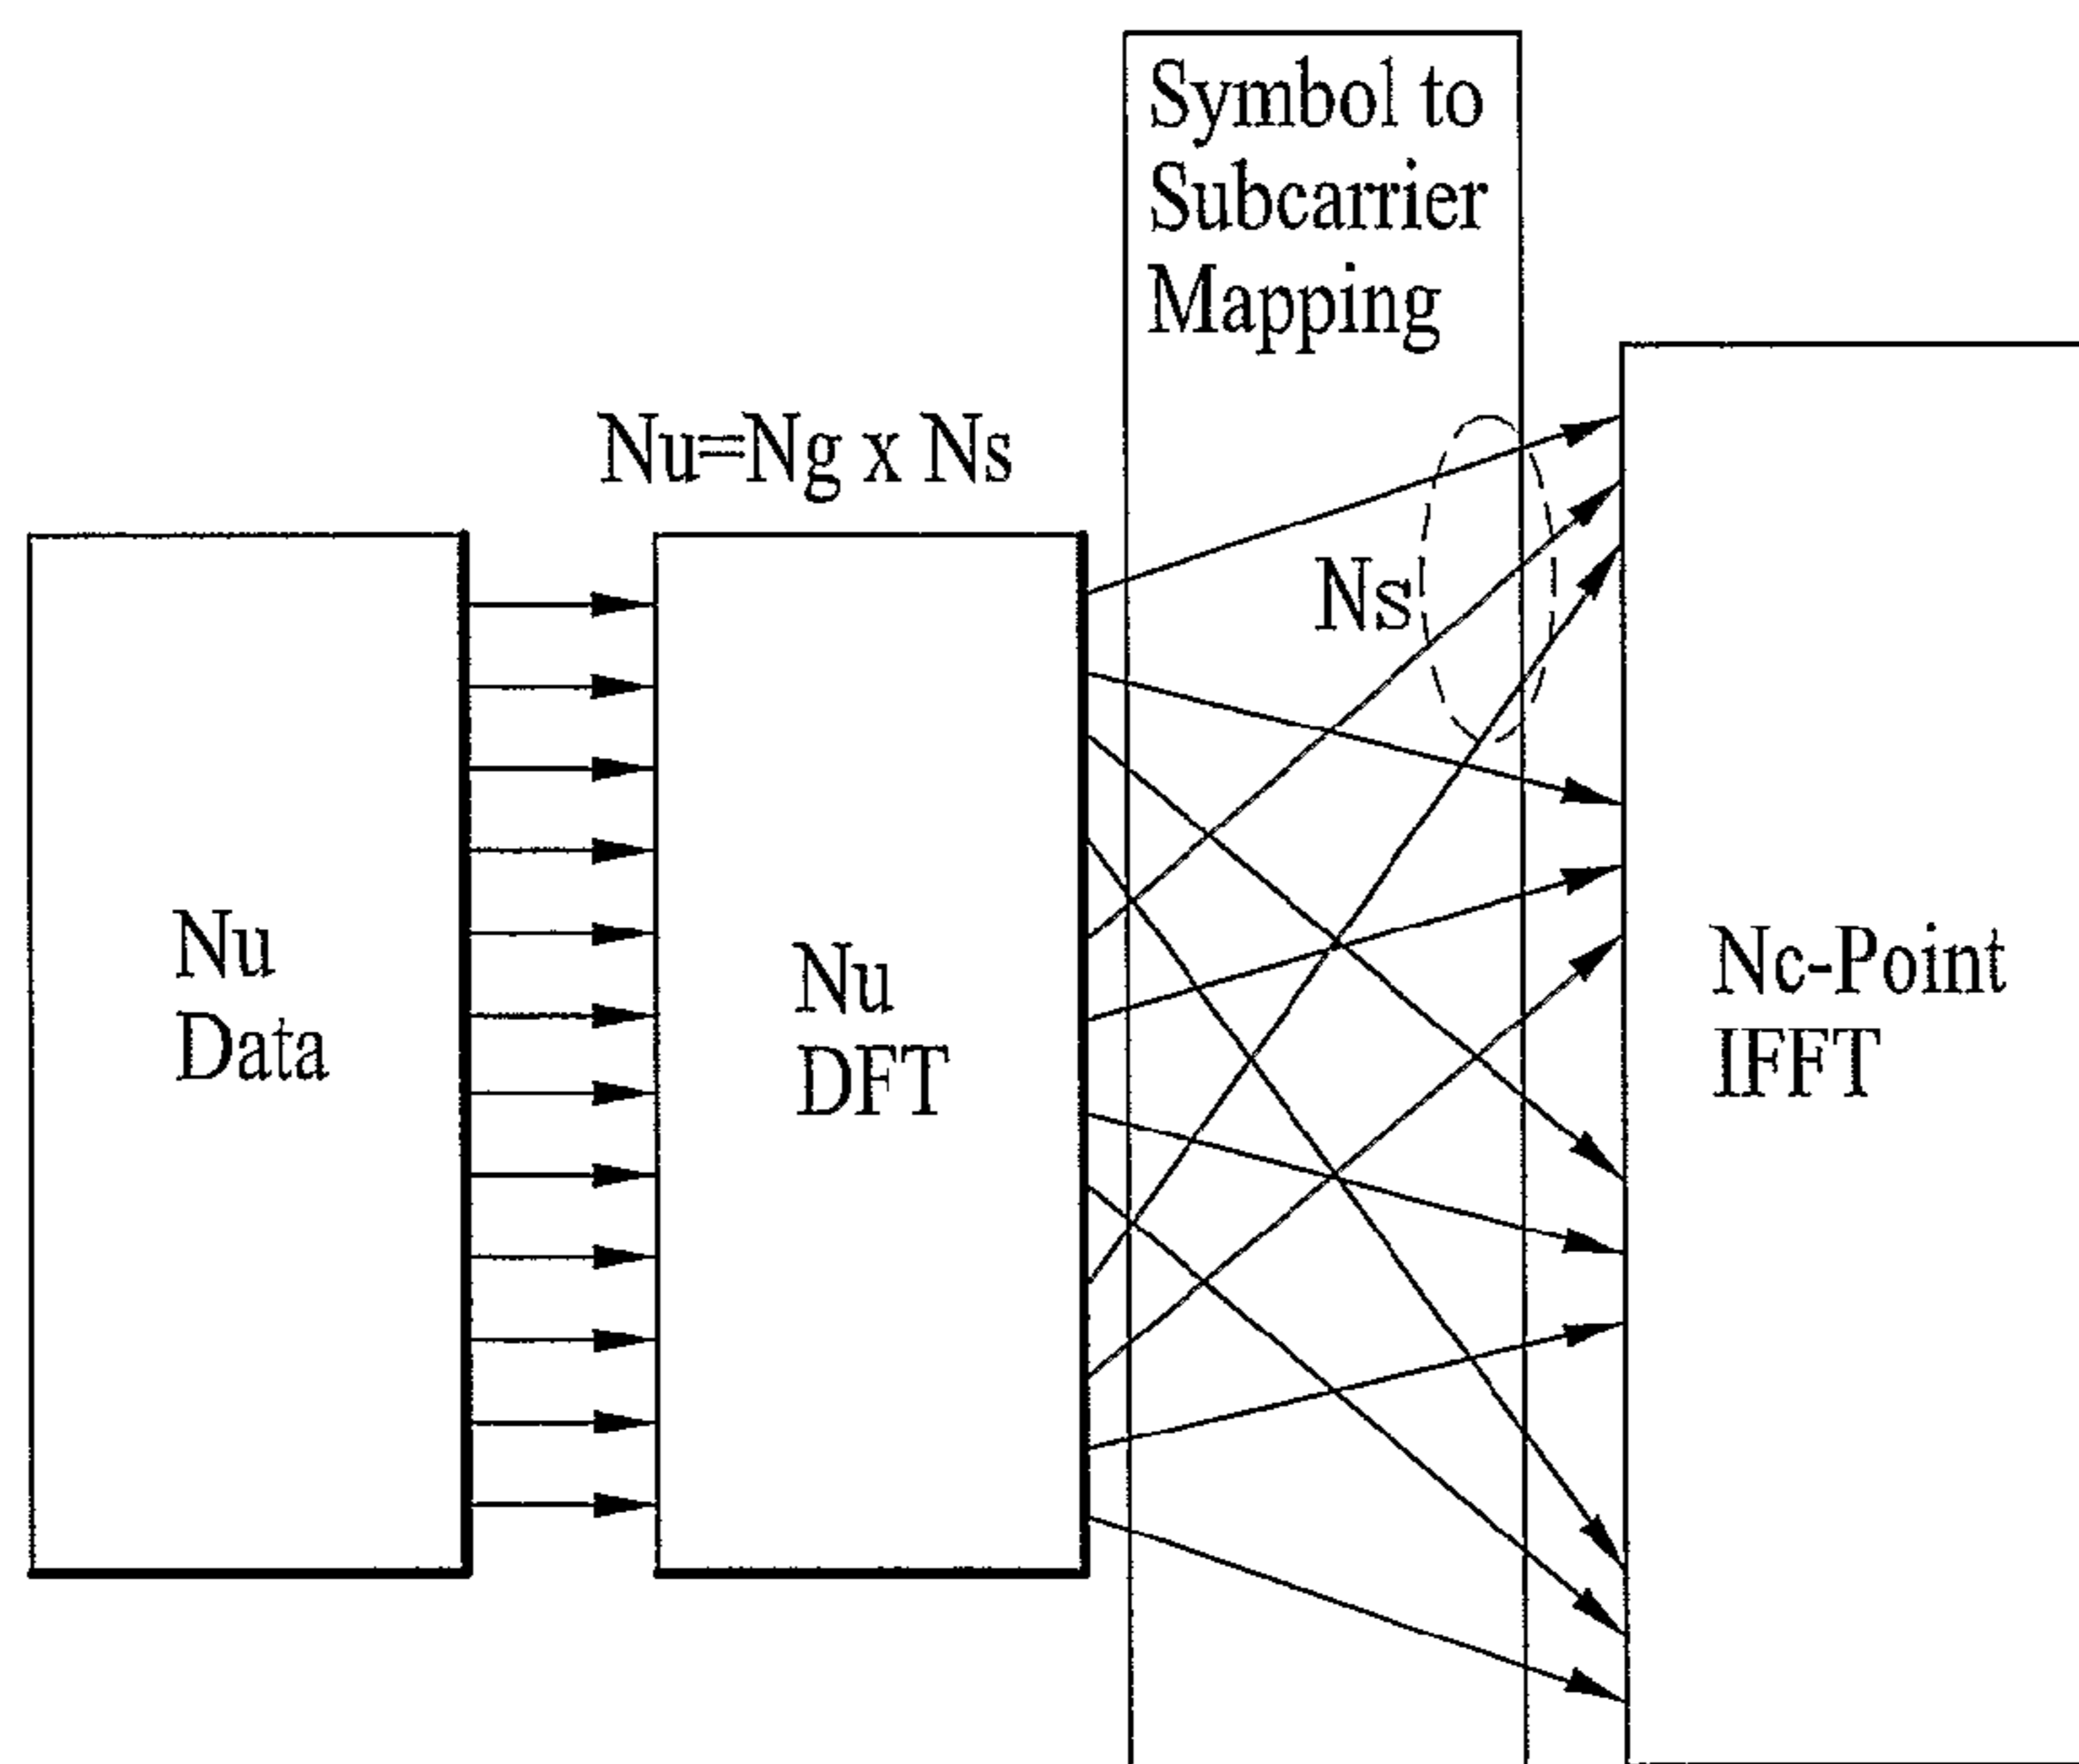 Symbol to
Subcarrier
Mapping
Nu=Ng x Ns
Ns
Nu
Data
Nu
DFT
Nc-Point
IFFT